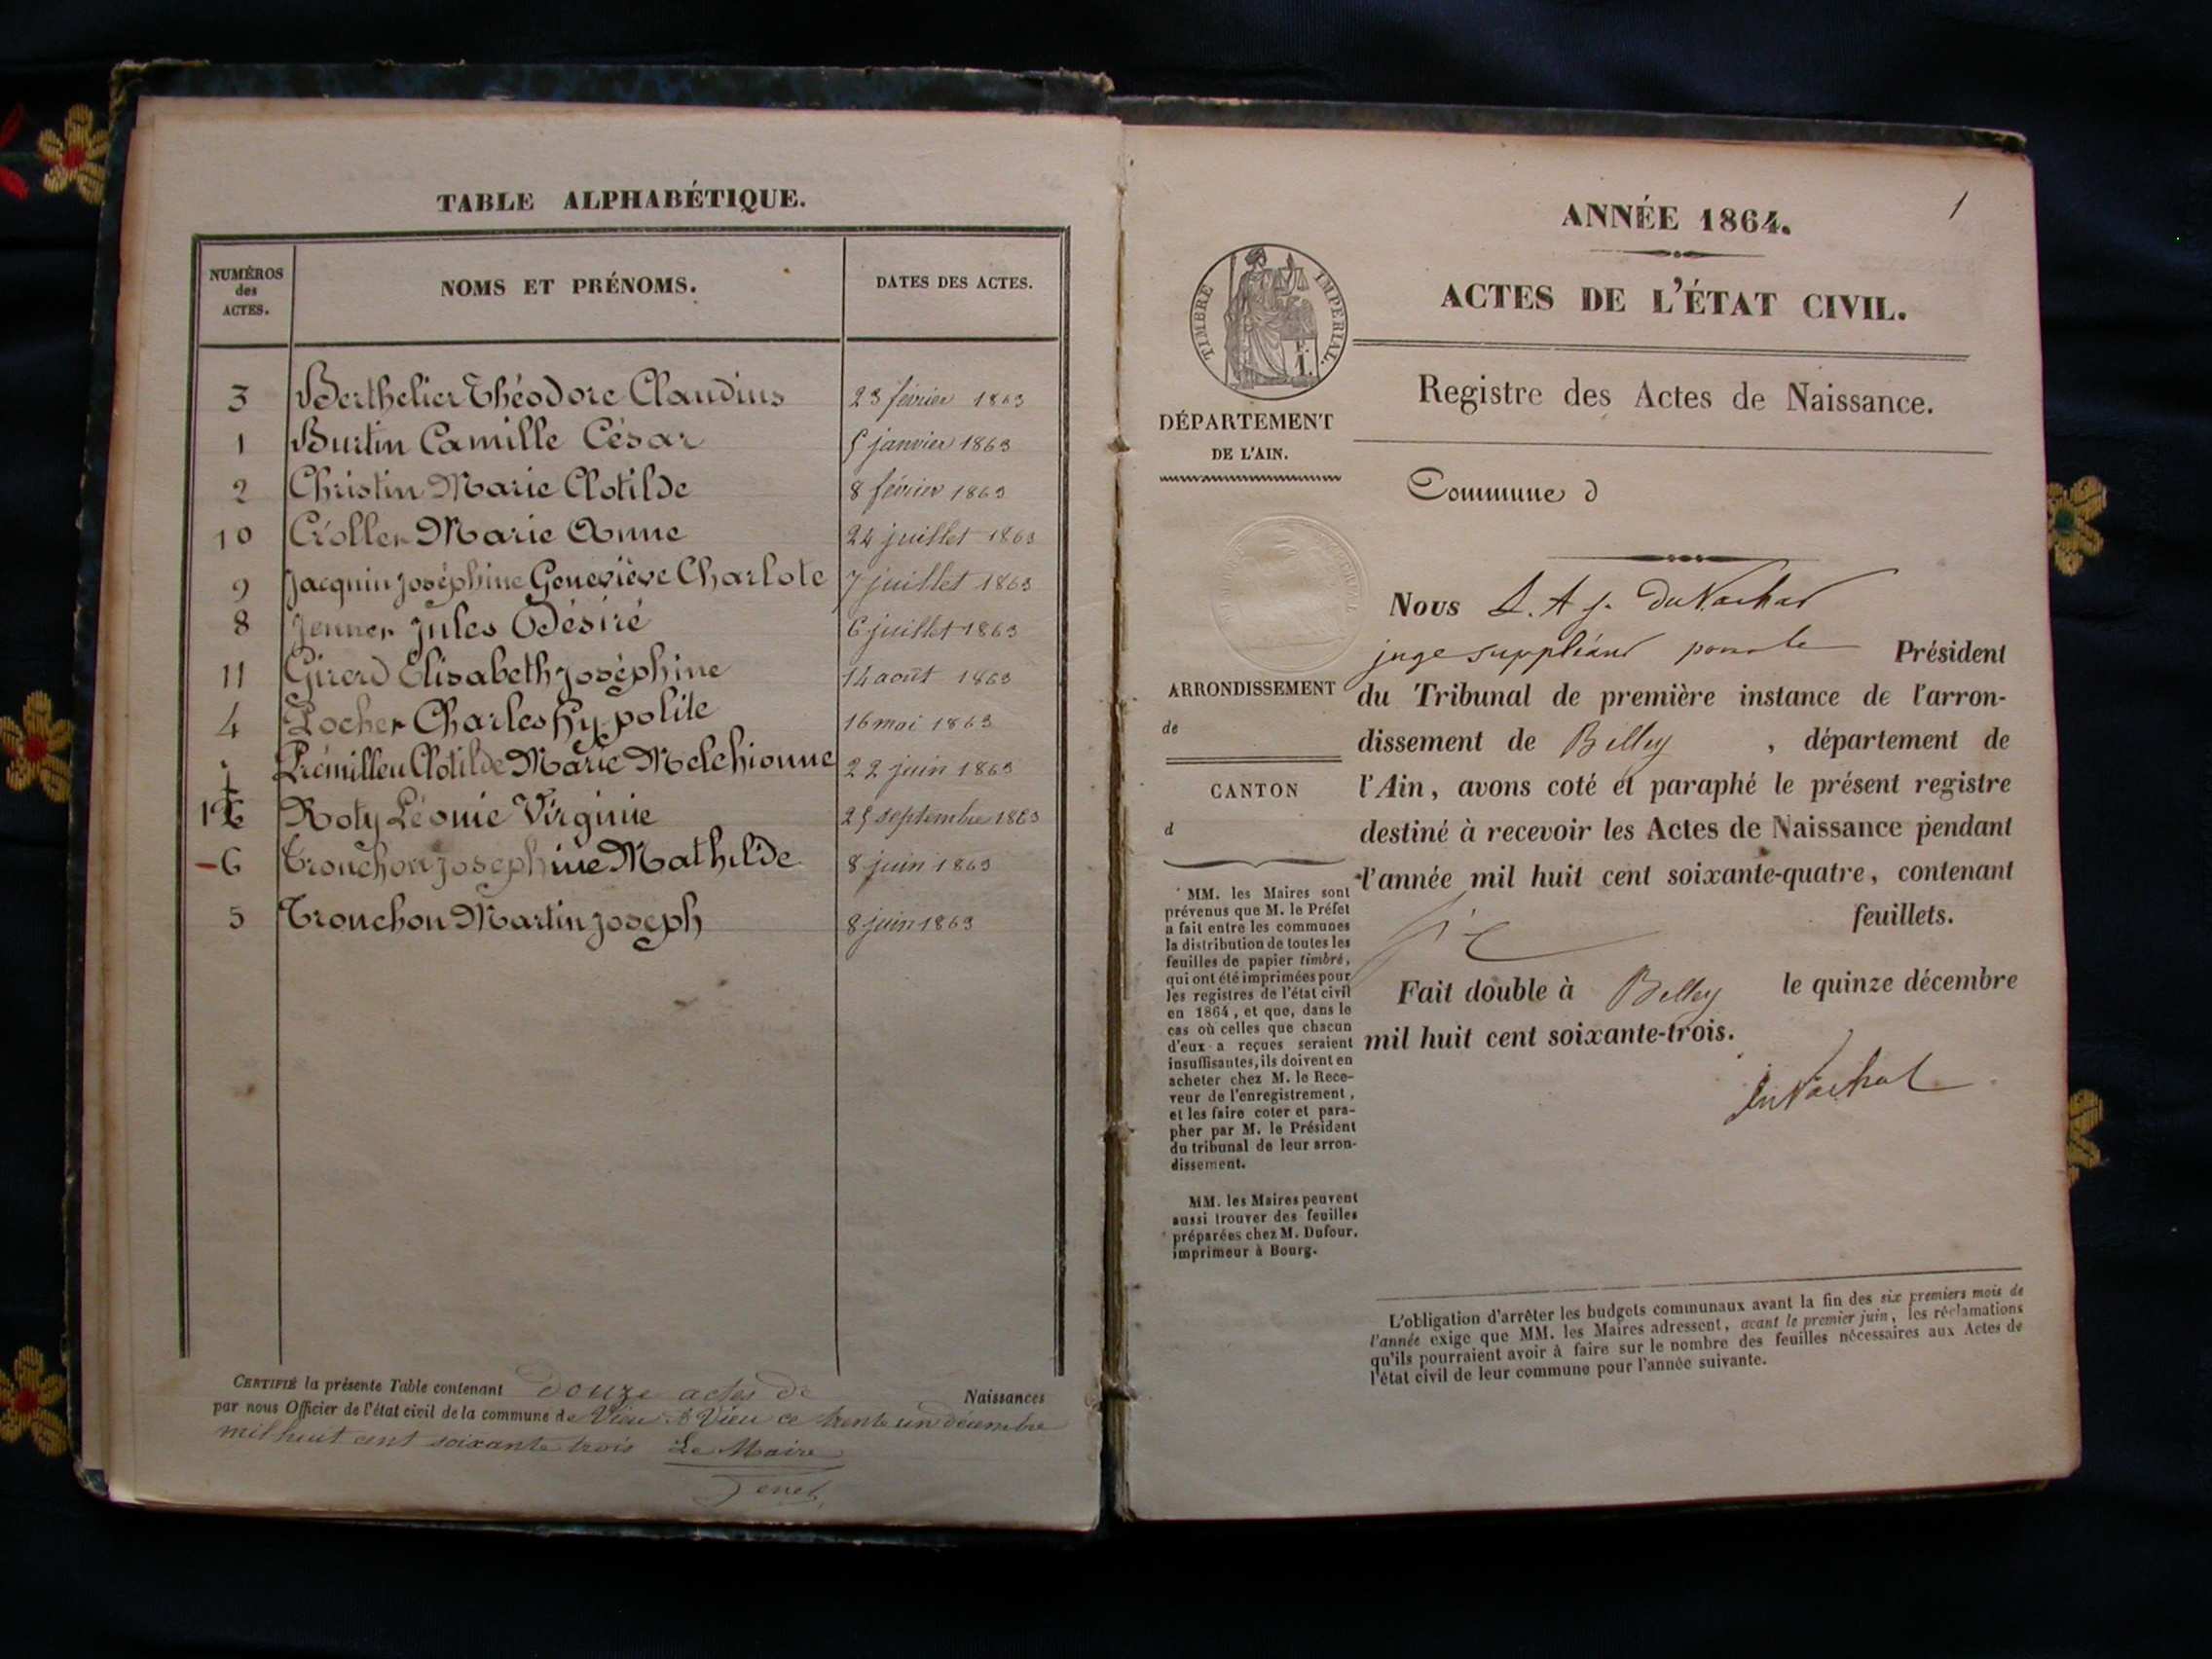 TABLE ALPHABÉTIQUE.
NUMÉROS des ACTES.
NOMS ET PRÉNOMS.
DATES DES ACTES.
3 Berthelier Théodore Claudius 23 février 1863
1 Burtin Camille César 5 janvier 1863
2 Christin Marie Clotilde 8 février 1863
10 Croller Marie Anne 24 juillet 1863
9 Jacquin Joséphine Geneviève Charlote 7 juillet 1863
8 Jenner Jules Désiré 6 juillet 1863
11 Girerd Elisabeth Joséphine 14 août 1863
4 Locher Charles Hypolite 16 mai 1863
Prémilleu Clotilde Marie Melchionne 22 juin 1863
12 Roty Léonie Virginie 25 septembre 1863
6 Tronchon Josephine Mathilde 8 juin 1863
5 Tronchon Martin Joseph 8 juin 1863
CERTIFIÉ la présente Table contenant douze actes de Naissances
par nous Officier de l'état civil de la commune de Vieu. à Vieu ce trente un décembre
mil huit cent soixante trois Le Maire
1
ANNÉE 1864.
ACTES DE L'ÉTAT CIVIL.
TIMBRE IMPERIAL.
Registre des Actes de Naissance.
DÉPARTEMENT
DE L'AIN.
Commune d
ARRONDISSEMENT
de
CANTON
d
MM. les Maires sont
prévenus que M. le Préfet
a fait entre les communes
la distribution de toutes les
feuilles de papier timbré,
qui ont été imprimées pour
les registres de l'état civil
en 1864, et que, dans le
cas où celles que chacun
d'eux a reçues seraient
insuffisantes, ils doivent en
acheter chez M. le Rece-
veur de l'enregistrement,
et les faire coter et para-
pher par M. le Président
du tribunal de leur arron-
dissement.
MM. les Maires peuvent
aussi trouver des feuilles
préparées chez M. Dufour,
imprimeur à Bourg.
Nous L. A. J.
juge suppléant pour le Président
du Tribunal de première instance de l'arron-
dissement de Belley, département de
l'Ain, avons coté et paraphé le présent registre
destiné à recevoir les Actes de Naissance pendant
l'année mil huit cent soixante-quatre, contenant
six feuillets.
Fait double à Belley le quinze décembre
mil huit cent soixante-trois.
L'obligation d'arrêter les budgets communaux avant la fin des six premiers mois de
l'année exige que MM. les Maires adressent, avant le premier juin, les réclamations
qu'ils pourraient avoir à faire sur le nombre des feuilles nécessaires aux Actes de
l'état civil de leur commune pour l'année suivante.